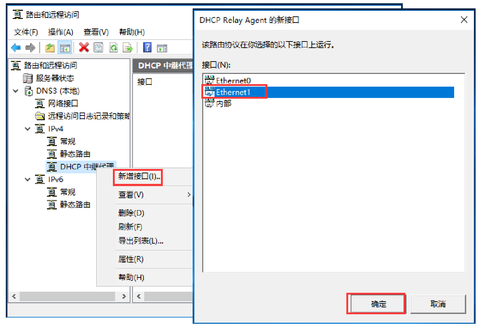 路由和远程访问
文件(F) 操作(A) 查看(V) 帮助(H)
路由和远程访问
服务器状态
DNS3 (本地)
网络接口
远程访问日志记录和策略
IPv4
常规
静态路由
DHCP 中继代理
IPv6
常规
静态路由
DHCP 中继代理
接口
新增接口(I)...
查看(V)
删除(D)
刷新(F)
导出列表(L)...
属性(R)
帮助(H)
DHCP Relay Agent 的新接口
该路由协议在你选择的以下接口上运行。
接口(N):
Ethernet0
Ethernet1
内部
确定 取消